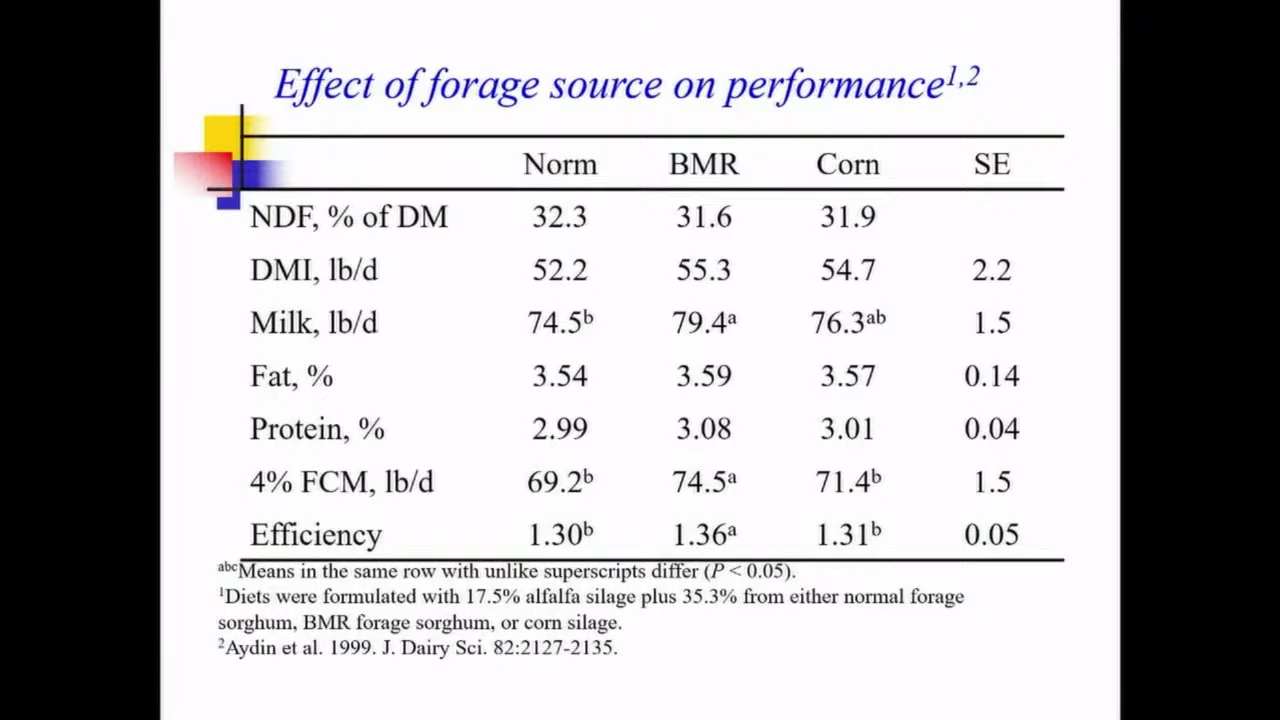 Effect of forage source on performance1,2
Norm BMR Corn SE
NDF, % of DM 32.3 31.6 31.9
DMI, lb/d 52.2 55.3 54.7 2.2
Milk, lb/d 74.5b 79.4a 76.3ab 1.5
Fat, % 3.54 3.59 3.57 0.14
Protein, % 2.99 3.08 3.01 0.04
4% FCM, lb/d 69.2b 74.5a 71.4b 1.5
Efficiency 1.30b 1.36a 1.31b 0.05
abcMeans in the same row with unlike superscripts differ (P < 0.05).
1Diets were formulated with 17.5% alfalfa silage plus 35.3% from either normal forage
sorghum, BMR forage sorghum, or corn silage.
2Aydin et al. 1999. J. Dairy Sci. 82:2127-2135.